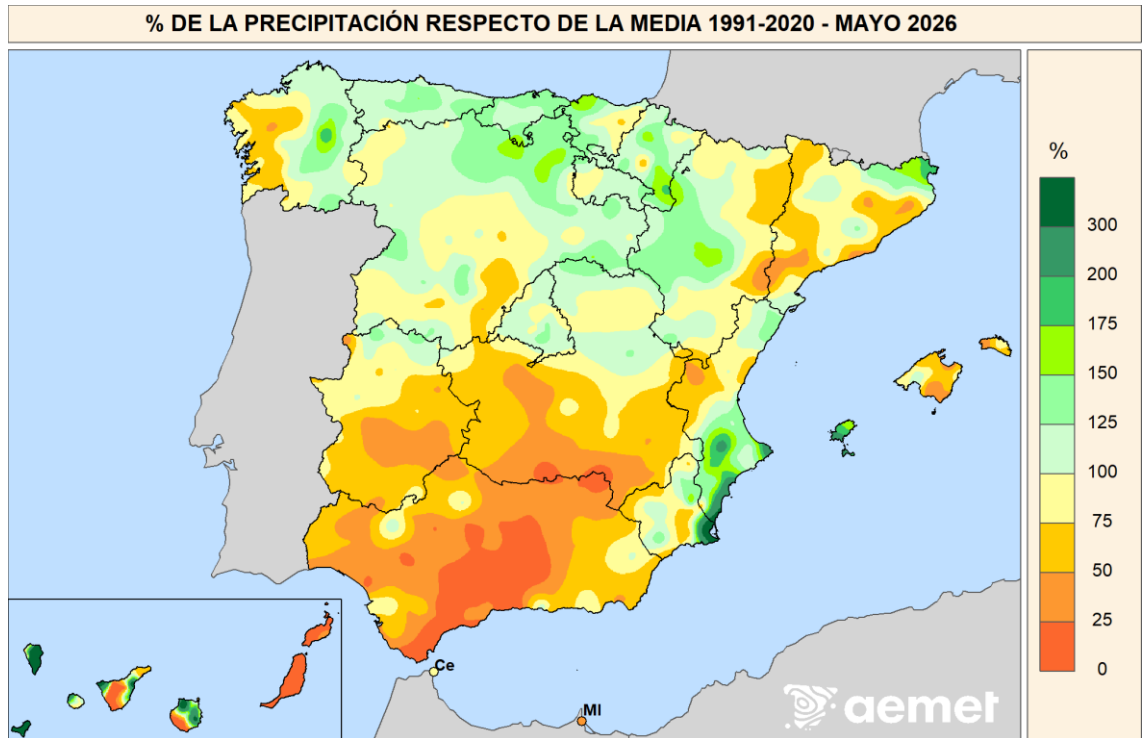 % DE LA PRECIPITACIÓN RESPECTO DE LA MEDIA 1991-2020 - MAYO 2026
%
300
200
175
150
125
100
75
50
25
0
Ce
Ml
aemet